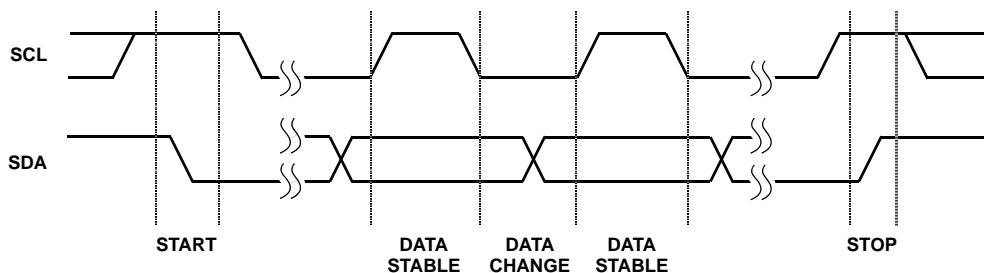 SCL
SDA
START
DATA
STABLE
DATA
CHANGE
DATA
STABLE
STOP